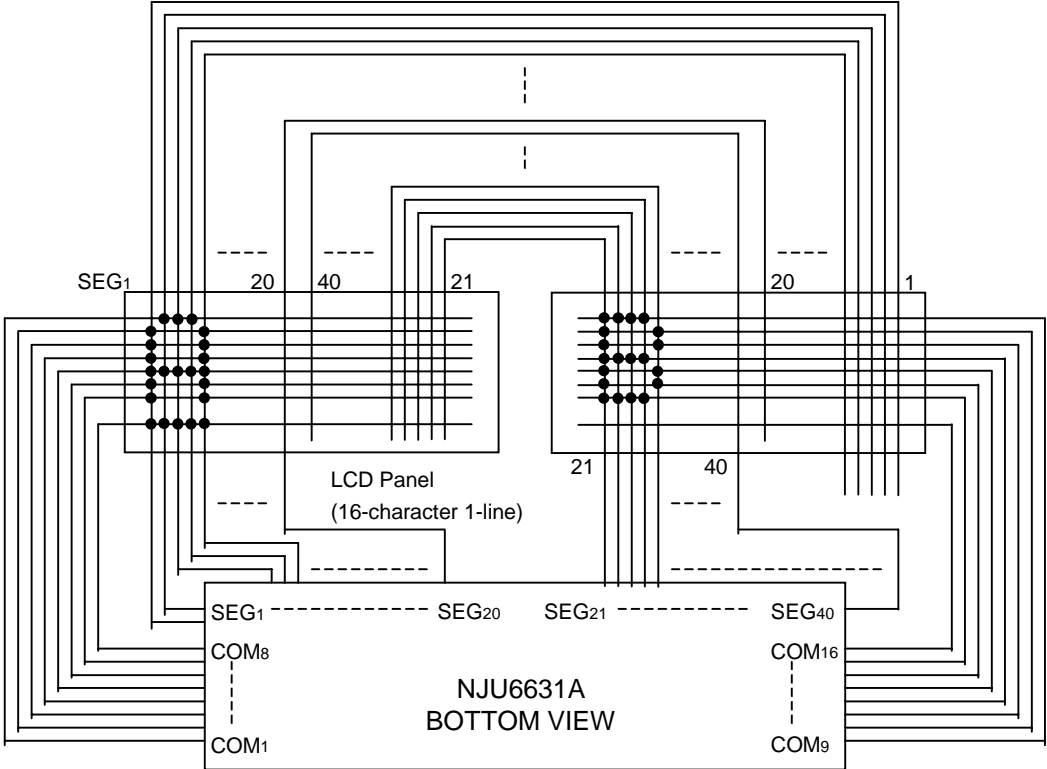 SEG1 20 40 21 20 1
21 40
LCD Panel
(16-character 1-line)
SEG1 SEG20 SEG21 SEG40
COM8 COM16
NJU6631A
BOTTOM VIEW
COM1 COM9